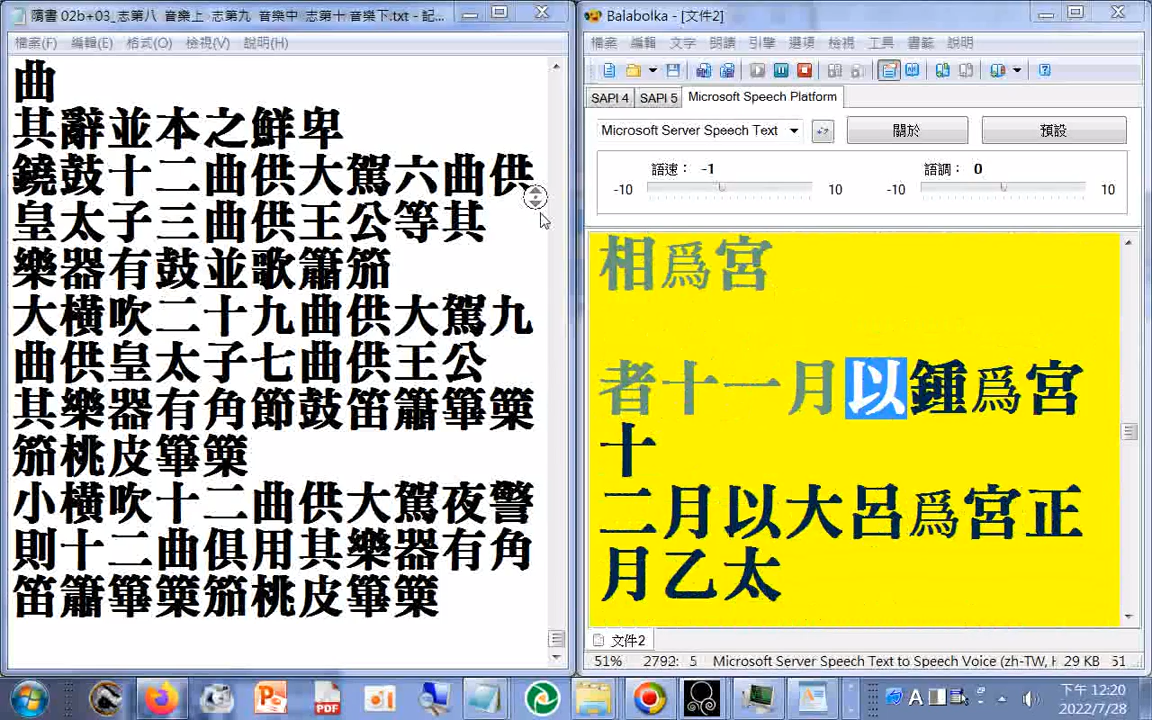 隋書 02b+03_志第八 音樂上 志第九 音樂中 志第十 音樂下.txt - 記...
檔案(F) 編輯(E) 格式(O) 檢視(V) 說明(H)
曲
其辭並本之鮮卑
鐃鼓十二曲供大駕六曲供
皇太子三曲供王公等其
樂器有鼓並歌簫笳
大橫吹二十九曲供大駕九
曲供皇太子七曲供王公
其樂器有角節鼓笛簫篳篥
笳桃皮篳篥
小橫吹十二曲供大駕夜警
則十二曲俱用其樂器有角
笛簫篳篥笳桃皮篳篥
Balabolka - [文件2]
檔案 編輯 文字 朗讀 引擎 選項 檢視 工具 書籤 說明
SAPI 4 SAPI 5 Microsoft Speech Platform
Microsoft Server Speech Text 關於 預設
語速： -1 語調： 0
-10 10 -10 10
相爲宮
者十一月以鍾爲宮
十
二月以大呂爲宮正
月乙太
文件2
51% 2792: 5 Microsoft Server Speech Text to Speech Voice (zh-TW, H 29 KB 51
PDF
A
下午 12:20
2022/7/28